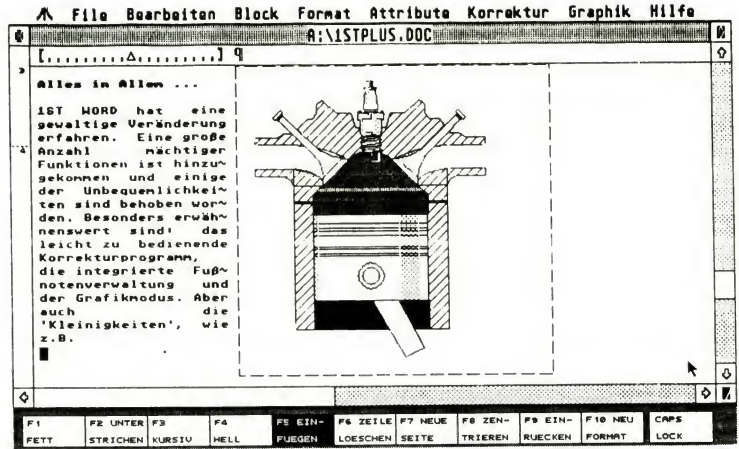 File Bearbeiten Block Format Attribute Korrektur Graphik Hilfe
A:\1STPLUS.DOC
[.........△.........] ¶
3
Alles in Allem ...
1ST WORD hat eine
gewaltige Veränderung
erfahren. Eine große
Anzahl mächtiger
4
Funktionen ist hinzu~
gekommen und einige
der Unbequemlichkei~
ten sind behoben wor~
den. Besonders erwäh~
nenswert sind: das
leicht zu bedienende
Korrekturprogramm,
die integrierte Fuß~
notenverwaltung und
der Grafikmodus. Aber
auch die
'Kleinigkeiten', wie
z.B.
F1 FETT
F2 UNTER STRICHEN
F3 KURSIV
F4 HELL
F5 EIN- FUEGEN
F6 ZEILE LOESCHEN
F7 NEUE SEITE
F8 ZEN- TRIEREN
F9 EIN- RUECKEN
F10 NEU FORMAT
CAPS LOCK